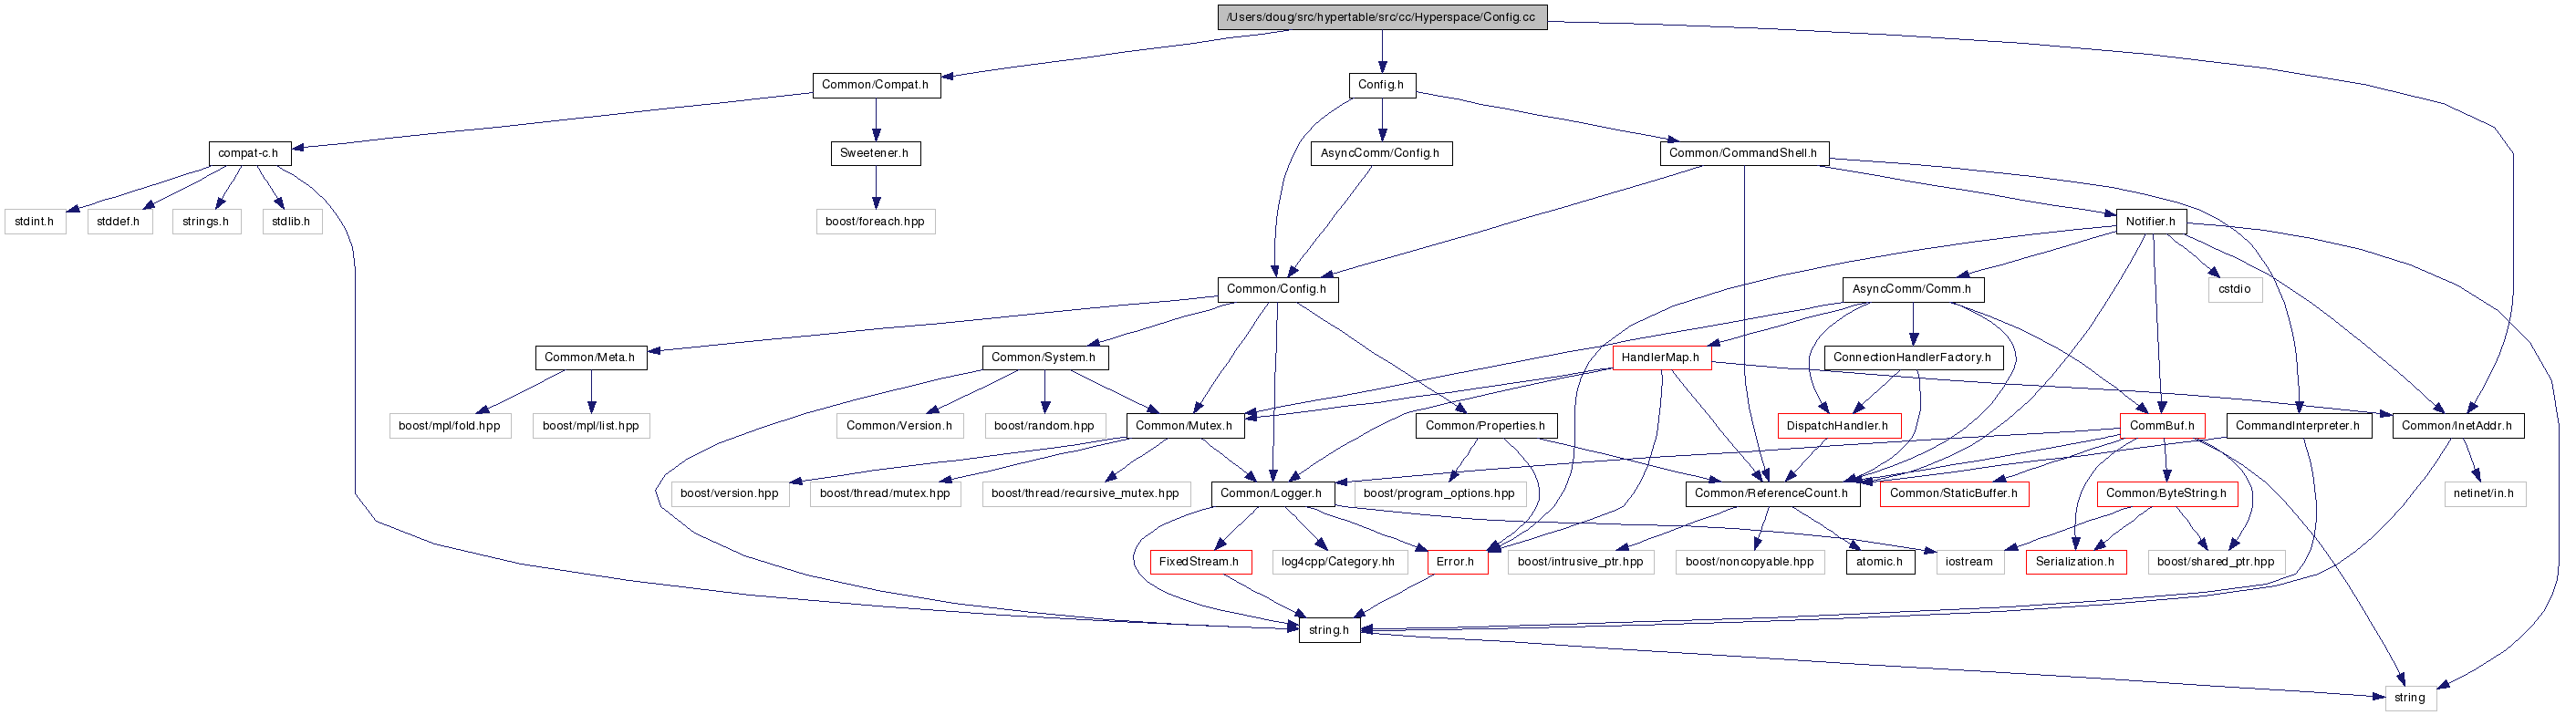 /Users/doug/src/hypertable/src/cc/Hyperspace/Config.cc
Common/Compat.h
Config.h
compat-c.h
Sweetener.h
AsyncComm/Config.h
Common/CommandShell.h
stdint.h
stddef.h
strings.h
stdlib.h
boost/foreach.hpp
Notifier.h
Common/Config.h
AsyncComm/Comm.h
cstdio
Common/Meta.h
Common/System.h
HandlerMap.h
ConnectionHandlerFactory.h
boost/mpl/fold.hpp
boost/mpl/list.hpp
Common/Version.h
boost/random.hpp
Common/Mutex.h
Common/Properties.h
DispatchHandler.h
CommBuf.h
CommandInterpreter.h
Common/InetAddr.h
boost/version.hpp
boost/thread/mutex.hpp
boost/thread/recursive_mutex.hpp
Common/Logger.h
boost/program_options.hpp
Common/ReferenceCount.h
Common/StaticBuffer.h
Common/ByteString.h
netinet/in.h
FixedStream.h
log4cpp/Category.hh
Error.h
boost/intrusive_ptr.hpp
boost/noncopyable.hpp
atomic.h
iostream
Serialization.h
boost/shared_ptr.hpp
string.h
string